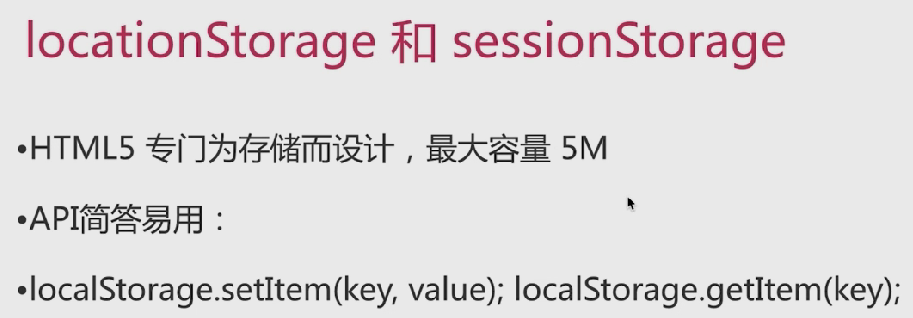 locationStorage 和 sessionStorage
•HTML5 专门为存储而设计，最大容量 5M
•API简答易用：
•localStorage.setItem(key, value); localStorage.getItem(key);